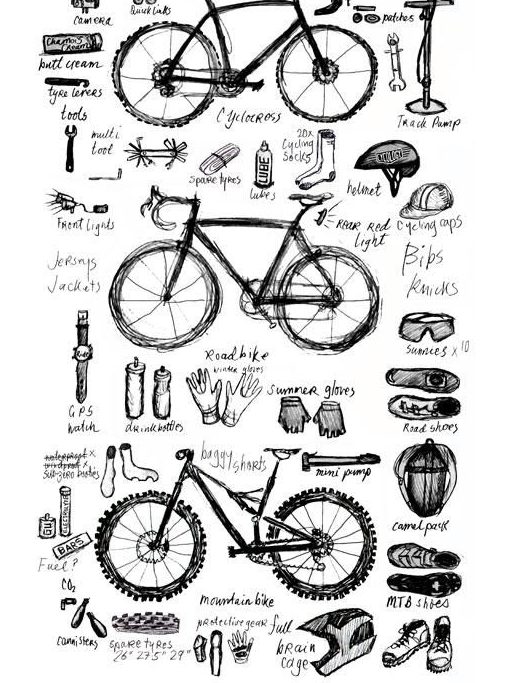 Camera
Quick links
patches
Chamois
Cream
butt cream
tyre levers
tools
Cyclocross
Track Pump
multi
tool
spare tyres
LUBE
lubes
20x
Cycling
Socks
helmet
Cycling caps
Front lights
Rear Red
light
Jerseys
Jackets
Bibs
Knicks
sunnies x 10
GPS
watch
drink bottles
Road bike
winter gloves
Summer gloves
Road shoes
waterproof x
windproof x
sub-zero booties
baggy
shorts
mini pump
camel pack
GU
ELECTROLYTE
BARS
Fuel?
CO2
cannisters
spare tyres
26" 27.5" 29"
mountain bike
protective gear
full
brain
cage
MTB shoes